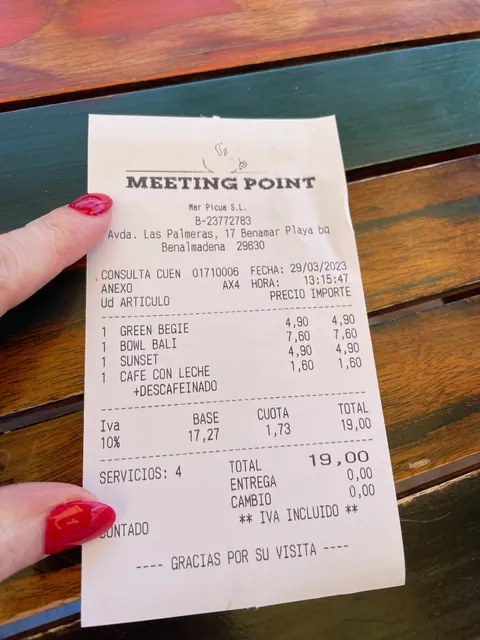 MEETING POINT
Mar Picua S.L.
B-23772783
Avda. Las Palmeras, 17 Benamar Playa bq
Benalmadena 29630
CONSULTA CUEN 01710006 FECHA: 29/03/2023
ANEXO AX4 HORA: 13:15:47
Ud ARTICULO PRECIO IMPORTE
1 GREEN BEGIE 4,90 4,90
1 BOWL BALI 7,60 7,60
1 SUNSET 4,90 4,90
1 CAFE CON LECHE 1,60 1,60
+DESCAFEINADO
Iva BASE CUOTA TOTAL
10% 17,27 1,73 19,00
SERVICIOS: 4 TOTAL 19,00
ENTREGA 0,00
CAMBIO 0,00
** IVA INCLUIDO **
CONTADO
---- GRACIAS POR SU VISITA ----